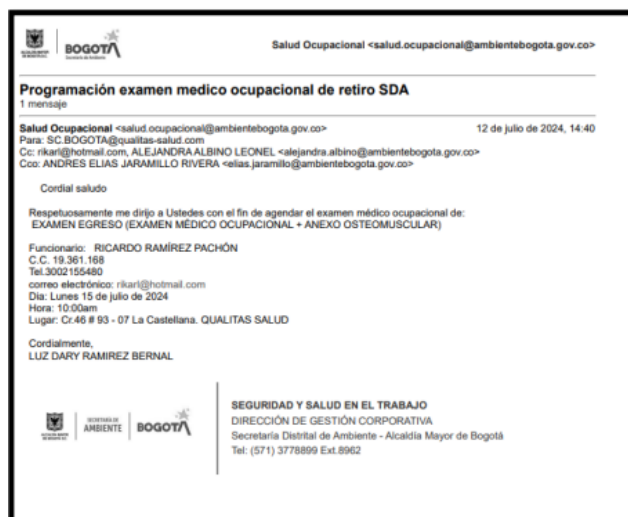 BOGOTÁ
Salud Ocupacional <salud.ocupacional@ambientebogota.gov.co>
Programación examen medico ocupacional de retiro SDA
1 mensaje
Salud Ocupacional <salud.ocupacional@ambientebogota.gov.co> 12 de julio de 2024, 14:40
Para: SC.BOGOTA@qualitas-salud.com
Cc: rikarl@hotmail.com, ALEJANDRA ALBINO LEONEL <alejandra.albino@ambientebogota.gov.co>
Cco: ANDRES ELIAS JARAMILLO RIVERA <elias.jaramillo@ambientebogota.gov.co>
Cordial saludo
Respetuosamente me dirijo a Ustedes con el fin de agendar el examen médico ocupacional de:
EXAMEN EGRESO (EXAMEN MÉDICO OCUPACIONAL + ANEXO OSTEOMUSCULAR)
Funcionario: RICARDO RAMÍREZ PACHÓN
C.C. 19.361.168
Tel.3002155480
correo electrónico: rikarl@hotmail.com
Dia: Lunes 15 de julio de 2024
Hora: 10:00am
Lugar: Cr.46 # 93 - 07 La Castellana. QUALITAS SALUD
Cordialmente,
LUZ DARY RAMIREZ BERNAL
SECRETARÍA DE
AMBIENTE
BOGOTÁ
SEGURIDAD Y SALUD EN EL TRABAJO
DIRECCIÓN DE GESTIÓN CORPORATIVA
Secretaría Distrital de Ambiente - Alcaldía Mayor de Bogotá
Tel: (571) 3778899 Ext.8962